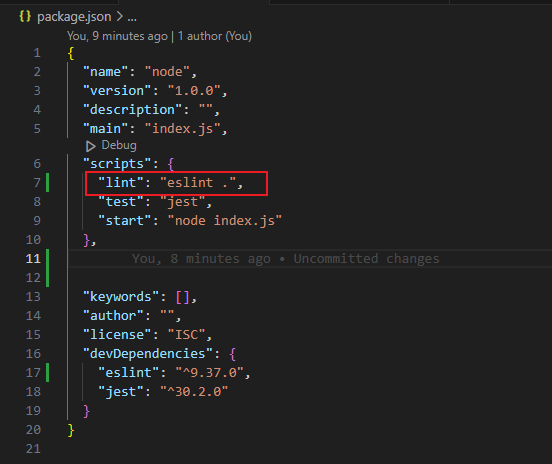 {} package.json > ...
You, 9 minutes ago | 1 author (You)
1 {
2 "name": "node",
3 "version": "1.0.0",
4 "description": "",
5 "main": "index.js",
Debug
6 "scripts": {
7 "lint": "eslint .",
8 "test": "jest",
9 "start": "node index.js"
10 },
11 You, 8 minutes ago • Uncommitted changes
12
13 "keywords": [],
14 "author": "",
15 "license": "ISC",
16 "devDependencies": {
17 "eslint": "^9.37.0",
18 "jest": "^30.2.0"
19 }
20 }
21